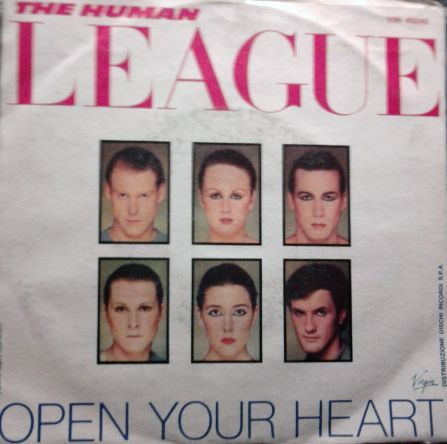 THE HUMAN
LEAGUE
Virgin
DISTRIBUZIONE DISCHI RICORDI S.P.A
OPEN YOUR HEART